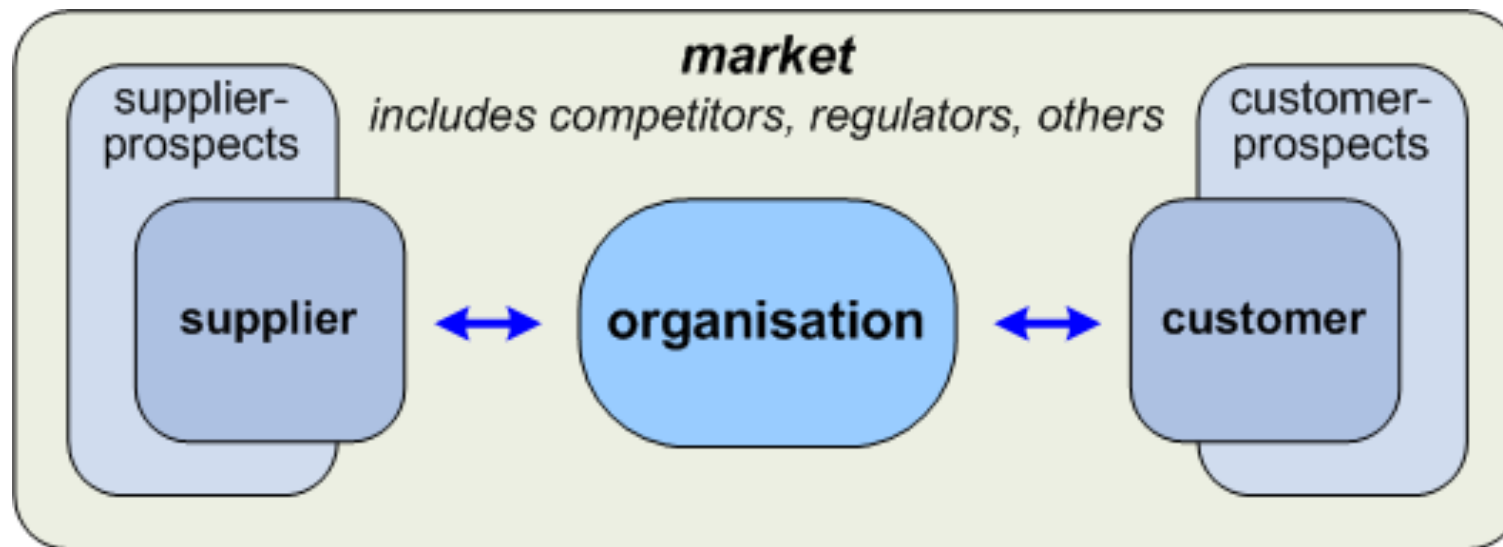 market
includes competitors, regulators, others
supplier-
prospects
customer-
prospects
supplier
organisation
customer